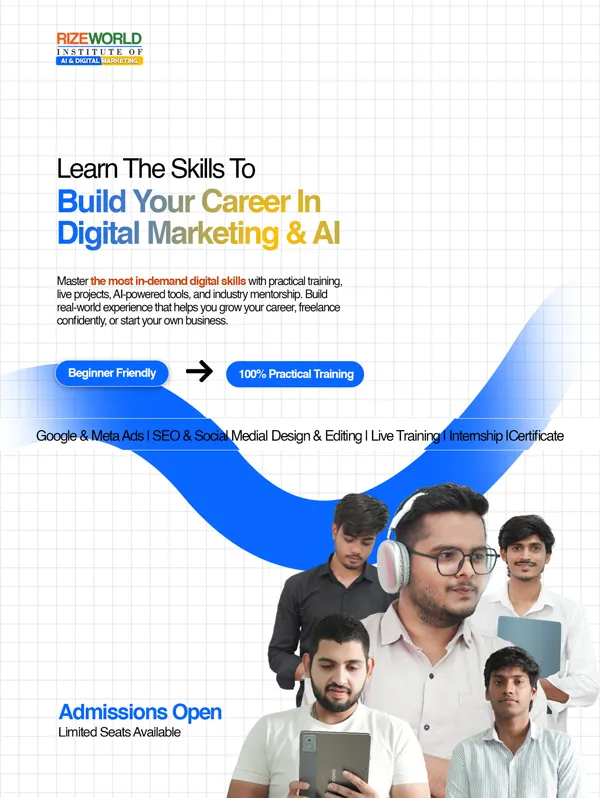 RIZEWORLD
INSTITUTE OF
AI & DIGITAL MARKETING
Learn The Skills To
Build Your Career In
Digital Marketing & AI
Master the most in-demand digital skills with practical training,
live projects, AI-powered tools, and industry mentorship. Build
real-world experience that helps you grow your career, freelance
confidently, or start your own business.
Beginner Friendly → 100% Practical Training
Google & Meta Ads I SEO & Social Medial Design & Editing I Live Training I Internship ICertificate
Admissions Open
Limited Seats Available